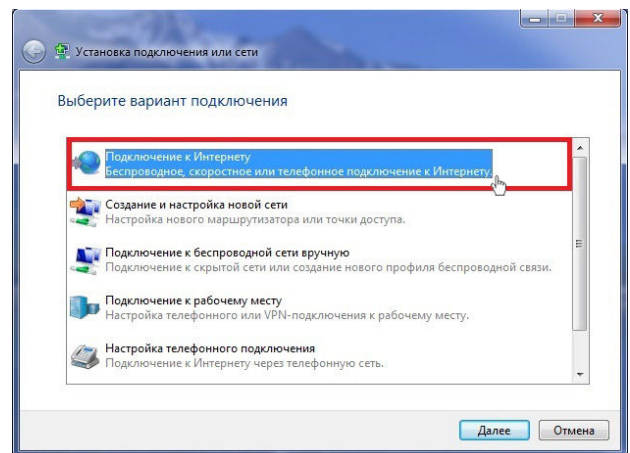 Установка подключения или сети
Выберите вариант подключения
Подключение к Интернету
Беспроводное, скоростное или телефонное подключение к Интернету.
Создание и настройка новой сети
Настройка нового маршрутизатора или точки доступа.
Подключение к беспроводной сети вручную
Подключение к скрытой сети или создание нового профиля беспроводной связи.
Подключение к рабочему месту
Настройка телефонного или VPN-подключения к рабочему месту.
Настройка телефонного подключения
Подключение к Интернету через телефонную сеть.
Далее Отмена